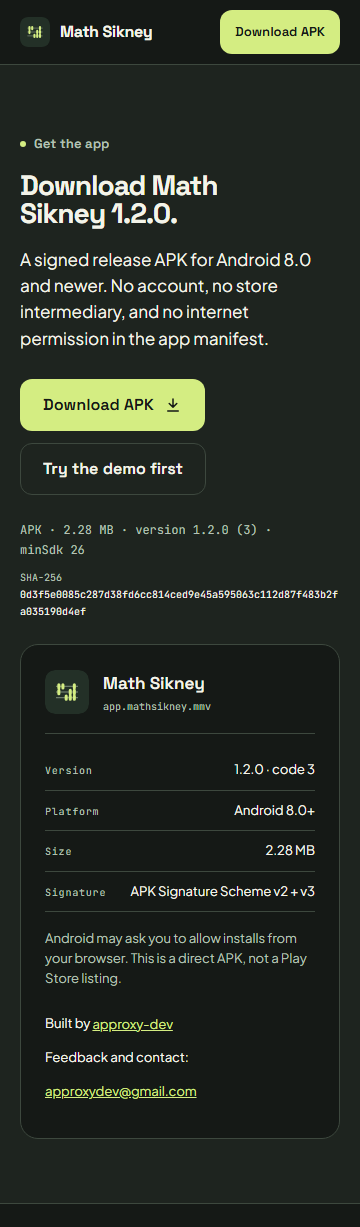 Math Sikney
Download APK
Get the app
Download Math
Sikney 1.2.0.
A signed release APK for Android 8.0
and newer. No account, no store
intermediary, and no internet
permission in the app manifest.
Download APK
Try the demo first
APK · 2.28 MB · version 1.2.0 (3) ·
minSdk 26
SHA-256
0d3f5e0085c287d38fd6cc814ced9e45a595063c112d87f483b2f
a035190d4ef
Math Sikney
app.mathsikney.mmv
Version 1.2.0 · code 3
Platform Android 8.0+
Size 2.28 MB
Signature APK Signature Scheme v2 + v3
Android may ask you to allow installs from
your browser. This is a direct APK, not a Play
Store listing.
Built by approxy-dev
Feedback and contact:
approxydev@gmail.com